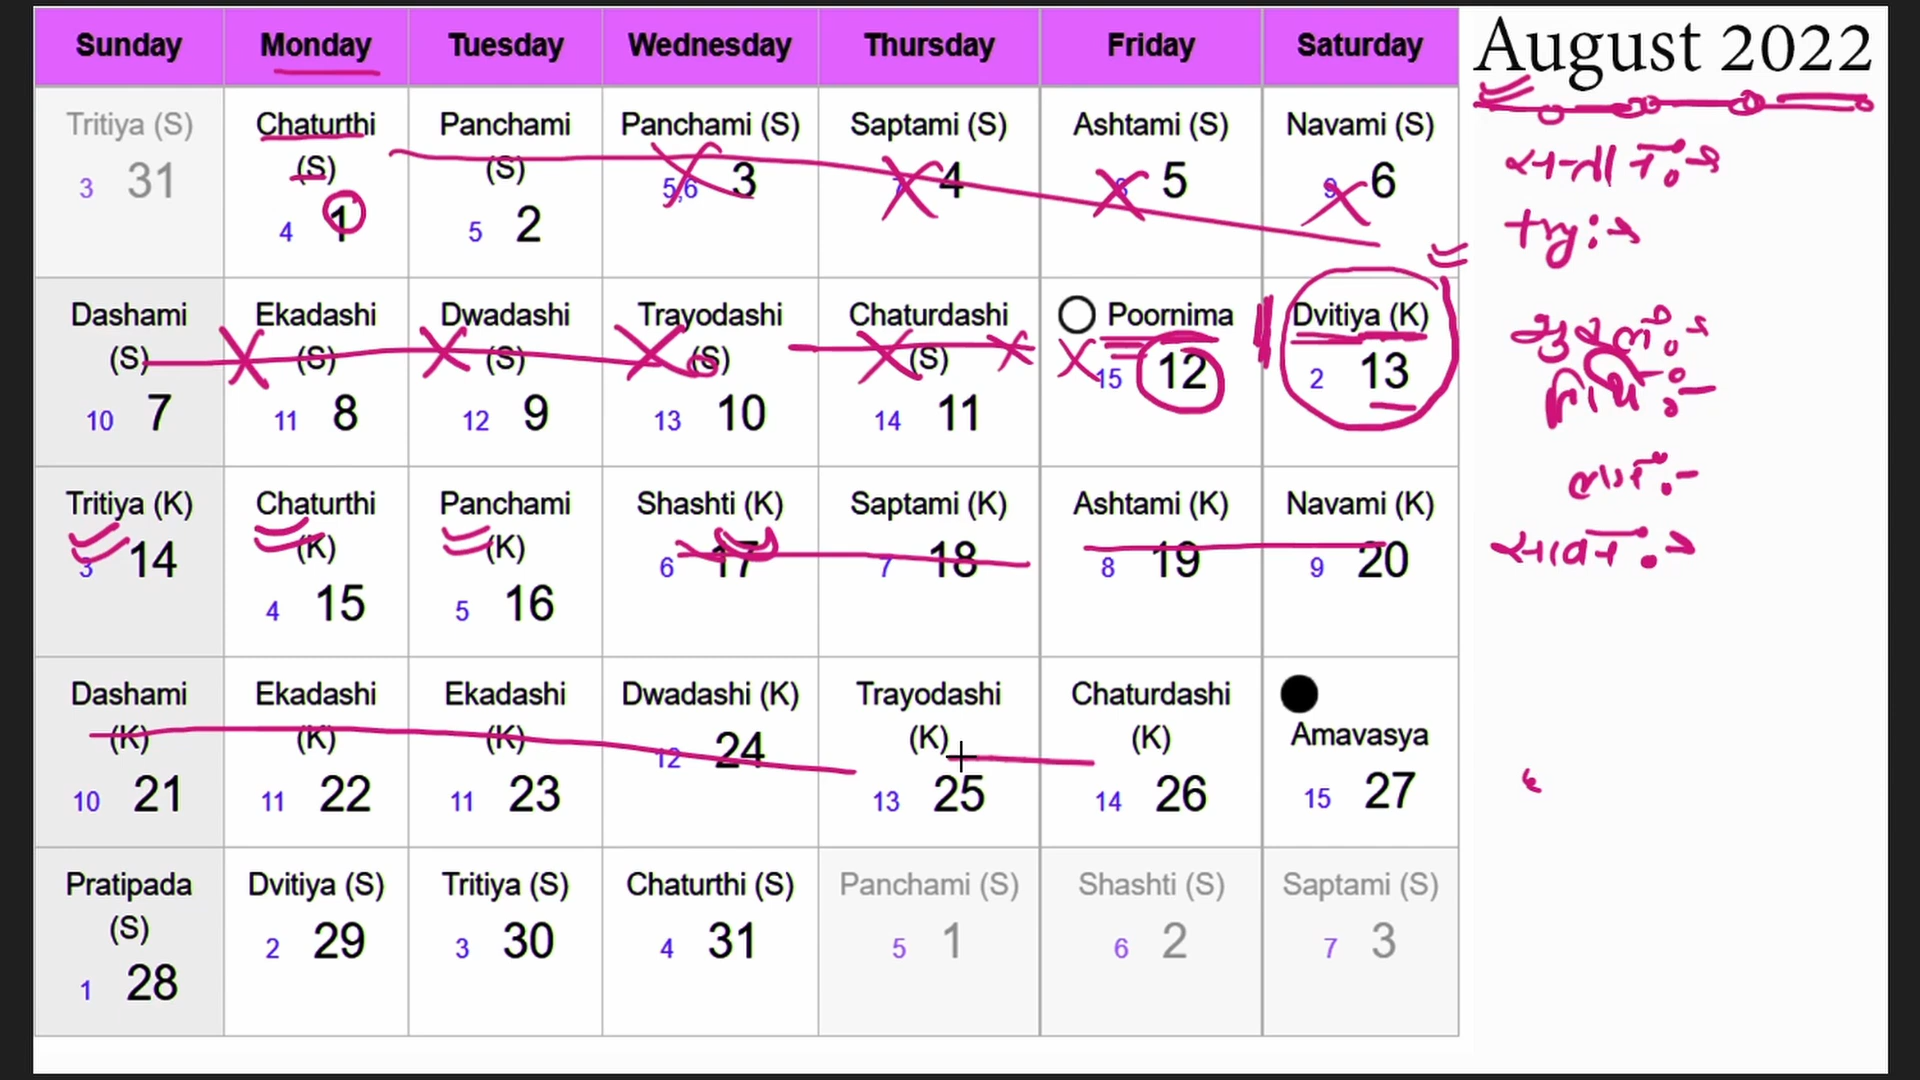 Sunday Monday Tuesday Wednesday Thursday Friday Saturday
August 2022
Tritiya (S) Chaturthi Panchami Panchami (S) Saptami (S) Ashtami (S) Navami (S)
3 31 (S) (S) 5,6 3 4 5 9 6
4 1 5 2
try:→
Dashami Ekadashi Dwadashi Trayodashi Chaturdashi Poornima Dvitiya (K)
(S) (S) (S) (S) (S) 15 12 2 13
10 7 11 8 12 9 13 10 14 11
Tritiya (K) Chaturthi Panchami Shashti (K) Saptami (K) Ashtami (K) Navami (K)
3 14 (K) (K) 6 17 7 18 8 19 9 20
4 15 5 16
Dashami Ekadashi Ekadashi Dwadashi (K) Trayodashi Chaturdashi Amavasya
(K) (K) (K) 12 24 (K) (K)
10 21 11 22 11 23 13 25 14 26 15 27
Pratipada Dvitiya (S) Tritiya (S) Chaturthi (S) Panchami (S) Shashti (S) Saptami (S)
(S) 2 29 3 30 4 31 5 1 6 2 7 3
1 28